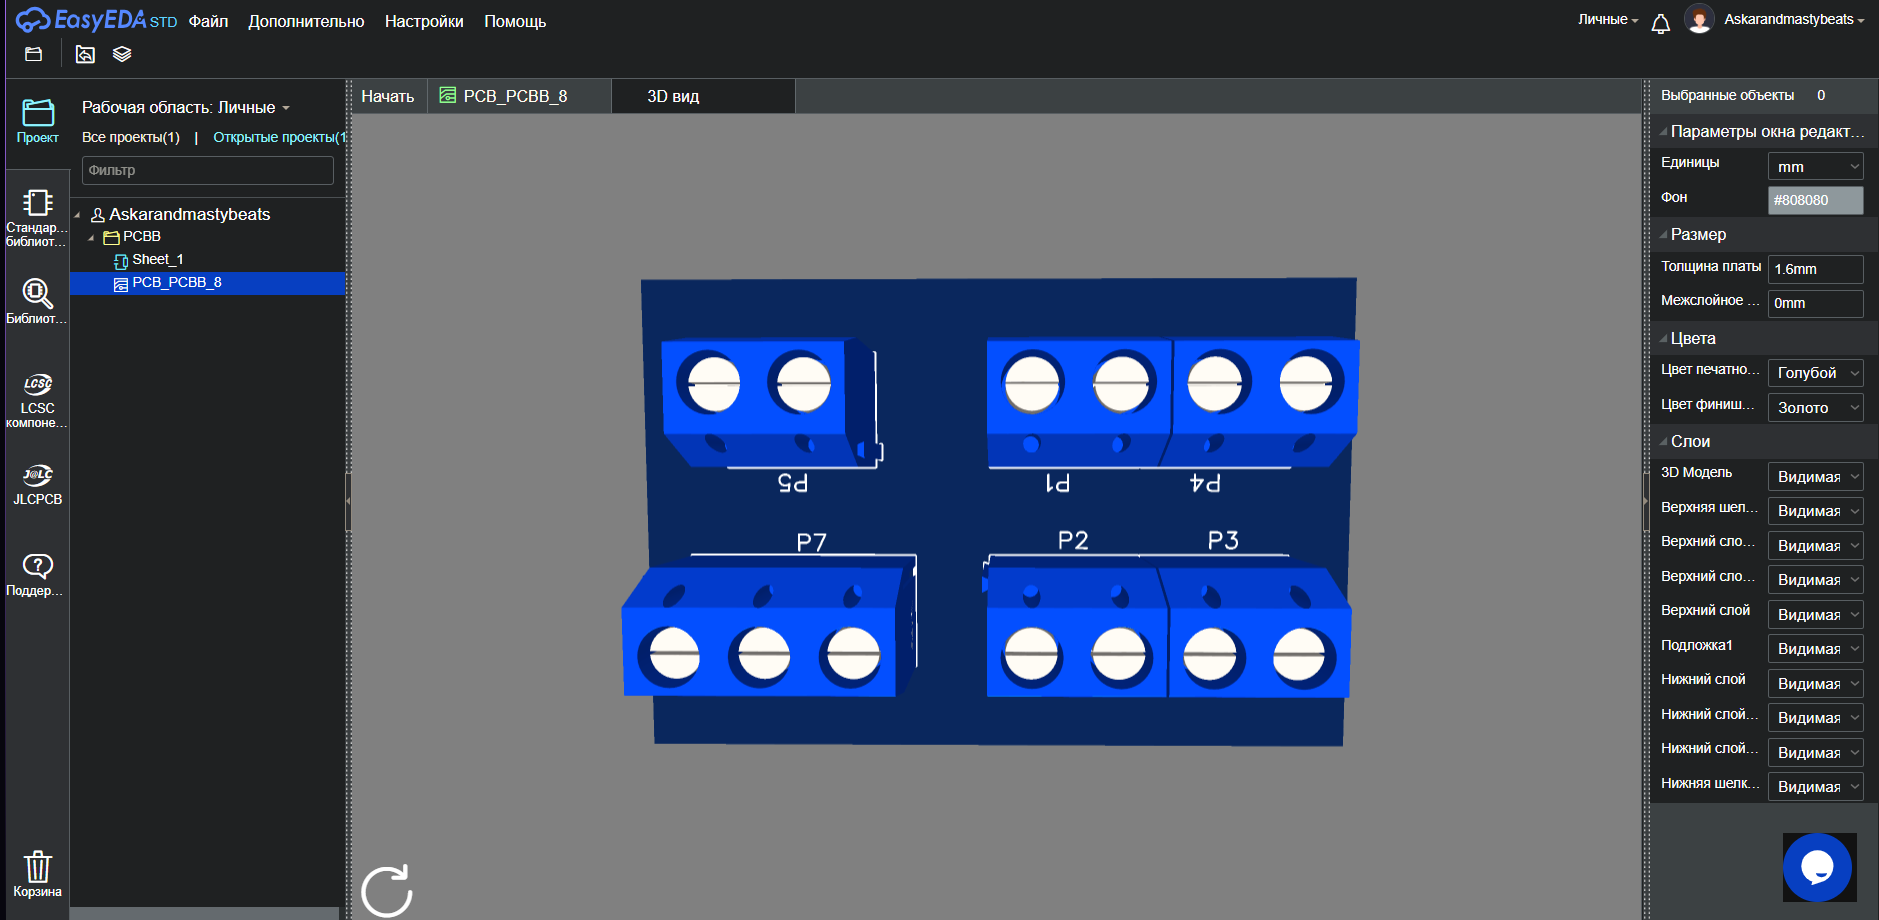 EasyEDA STD Файл Дополнительно Настройки Помощь
Личные Askarandmastybeats
Проект
Стандар...
библиот...
Библиот...
LCSC
LCSC
компоне...
J@LC
JLCPCB
Поддер...
Корзина
Рабочая область: Личные
Все проекты(1) | Открытые проекты(1
Фильтр
Askarandmastybeats
PCBB
Sheet_1
PCB_PCBB_8
Начать PCB_PCBB_8 3D вид
P5 P1 P4
P7 P2 P3
Выбранные объекты 0
Параметры окна редакт...
Единицы mm
Фон #808080
Размер
Толщина платы 1.6mm
Межслойное ... 0mm
Цвета
Цвет печатно... Голубой
Цвет финиш... Золото
Слои
3D Модель Видимая
Верхняя шел... Видимая
Верхний сло... Видимая
Верхний сло... Видимая
Верхний слой Видимая
Подложка1 Видимая
Нижний слой Видимая
Нижний слой... Видимая
Нижний слой... Видимая
Нижняя шелк... Видимая